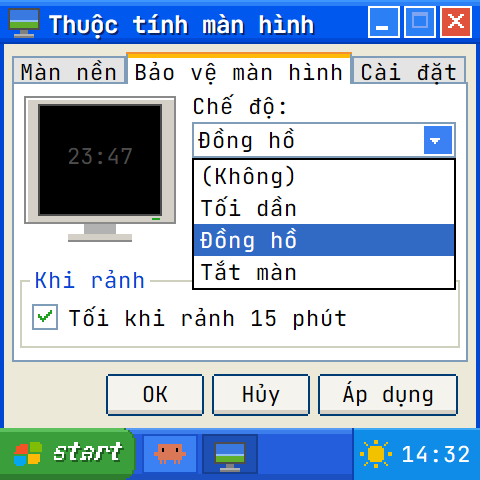 Thuộc tính màn hình
Màn nền
Bảo vệ màn hình
Cài đặt
23:47
Chế độ:
Đồng hồ
(Không)
Tối dần
Đồng hồ
Tắt màn
Khi rảnh
Tối khi rảnh 15 phút
OK
Hủy
Áp dụng
start
14:32